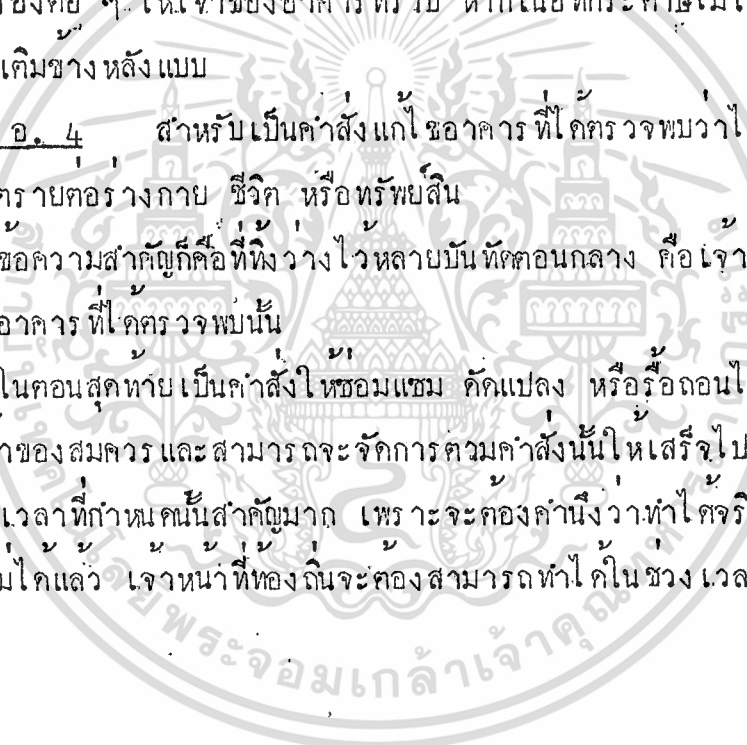 ของต่อ ๆ ให้เจ้าของอาคารทราบ หากเนื้อที่กระดาษไม่
เติมข้างหลังแบบ
อ. 4 สำหรับเป็นคำสั่งแก้ไขอาคารที่ได้ตรวจพบว่าไ
ตรายต่อร่างกาย ชีวิต หรือทรัพย์สิน
ข้อความสำคัญก็คือที่ทิ้งว่างไว้หลายบันทัดตอนกลาง คือเจ้า
อาคารที่ได้ตรวจพบนั้น
ในตอนสุดท้ายเป็นคำสั่งให้ซ่อมแซม ดัดแปลง หรือรื้อถอนไ
าของสมควรและสามารถจะจัดการตามคำสั่งนั้นให้เสร็จไป
เวลาที่กำหนดนั้นสำคัญมาก เพราะจะต้องคำนึงว่าทำได้จริ
ม่ได้แล้ว เจ้าหน้าที่ท้องถิ่นจะต้องสามารถทำได้ในช่วงเวล
พระจอมเกล้าเจ้าคุณท